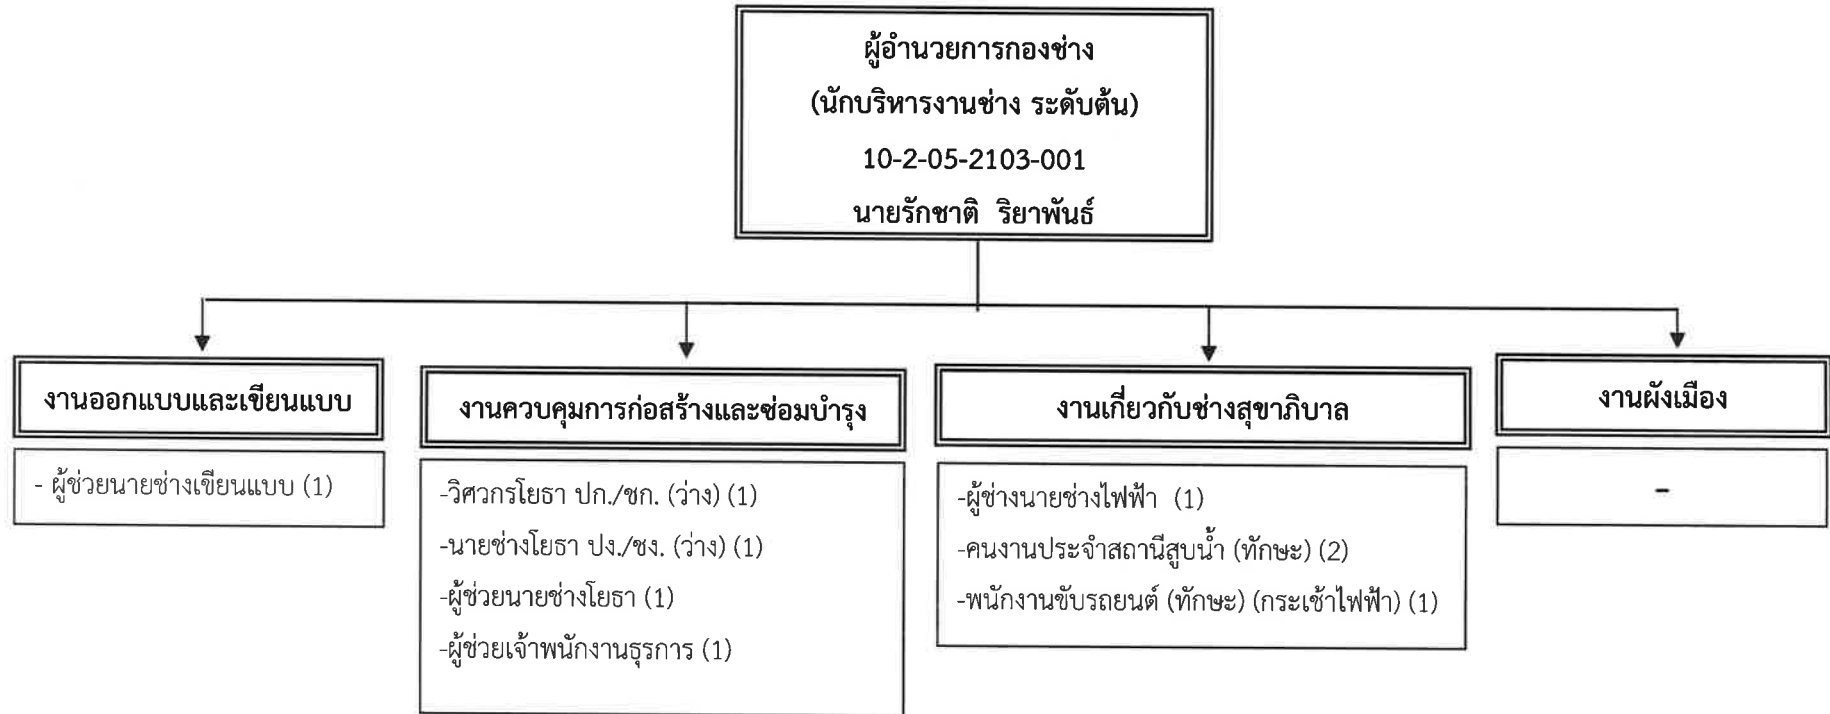 ผู้อำนวยการกองช่าง
(นักบริหารงานช่าง ระดับต้น)
10-2-05-2103-001
นายรักชาติ ริยาพันธ์
งานออกแบบและเขียนแบบ
- ผู้ช่วยนายช่างเขียนแบบ (1)
งานควบคุมการก่อสร้างและซ่อมบำรุง
-วิศวกรโยธา ปก./ชก. (ว่าง) (1)
-นายช่างโยธา ปง./ชง. (ว่าง) (1)
-ผู้ช่วยนายช่างโยธา (1)
-ผู้ช่วยเจ้าพนักงานธุรการ (1)
งานเกี่ยวกับช่างสุขาภิบาล
-ผู้ช่างนายช่างไฟฟ้า (1)
-คนงานประจำสถานีสูบน้ำ (ทักษะ) (2)
-พนักงานขับรถยนต์ (ทักษะ) (กระเช้าไฟฟ้า) (1)
งานผังเมือง
-